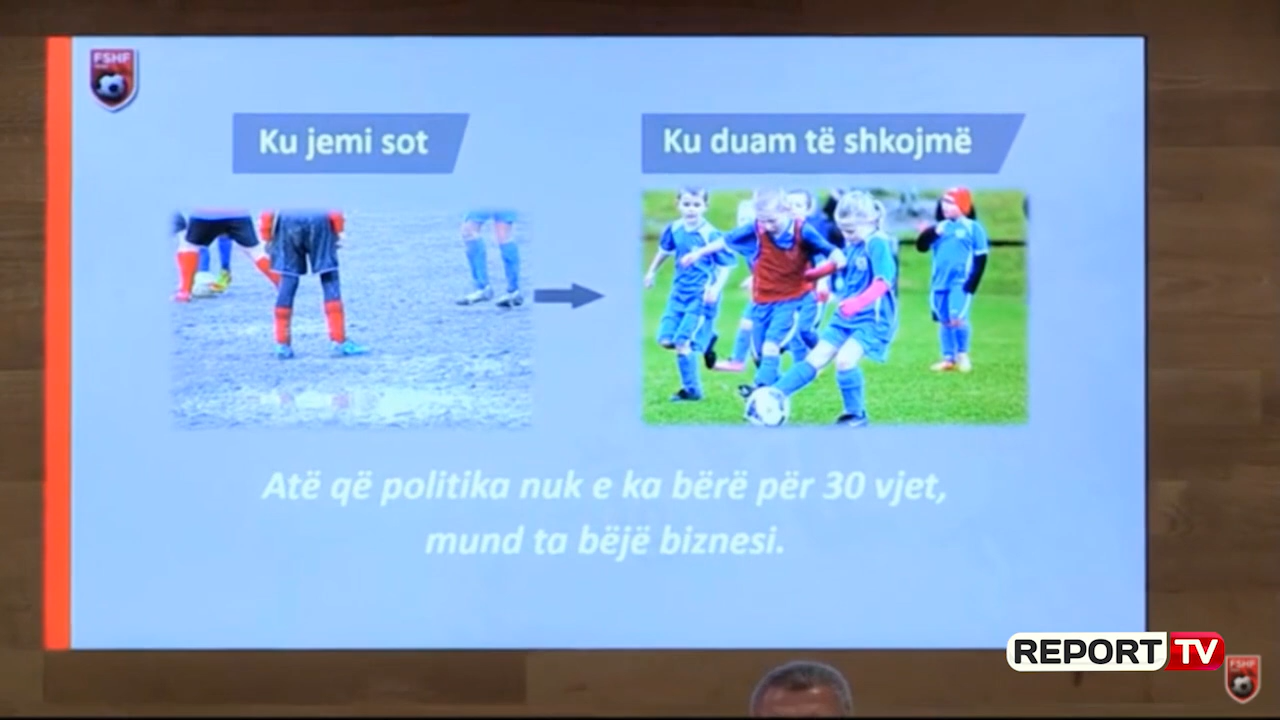 FSHF
Ku jemi sot
Ku duam të shkojmë
Atë që politika nuk e ka bërë për 30 vjet,
mund ta bëjë biznesi.
REPORT TV
FSHF